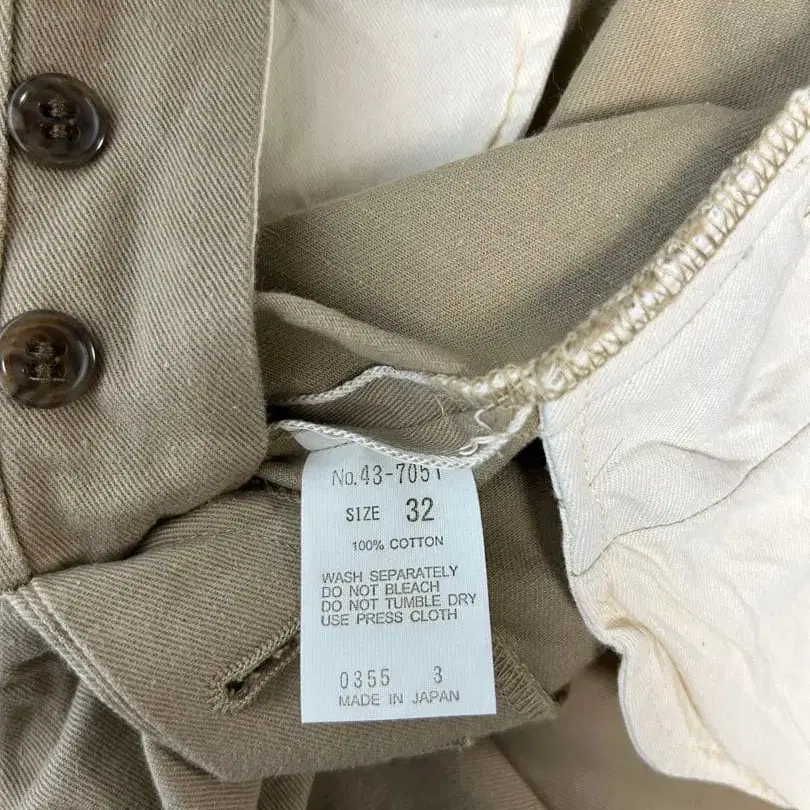 No.43-7051
SIZE 32
100% COTTON
WASH SEPARATELY
DO NOT BLEACH
DO NOT TUMBLE DRY
USE PRESS CLOTH
0355 3
MADE IN JAPAN